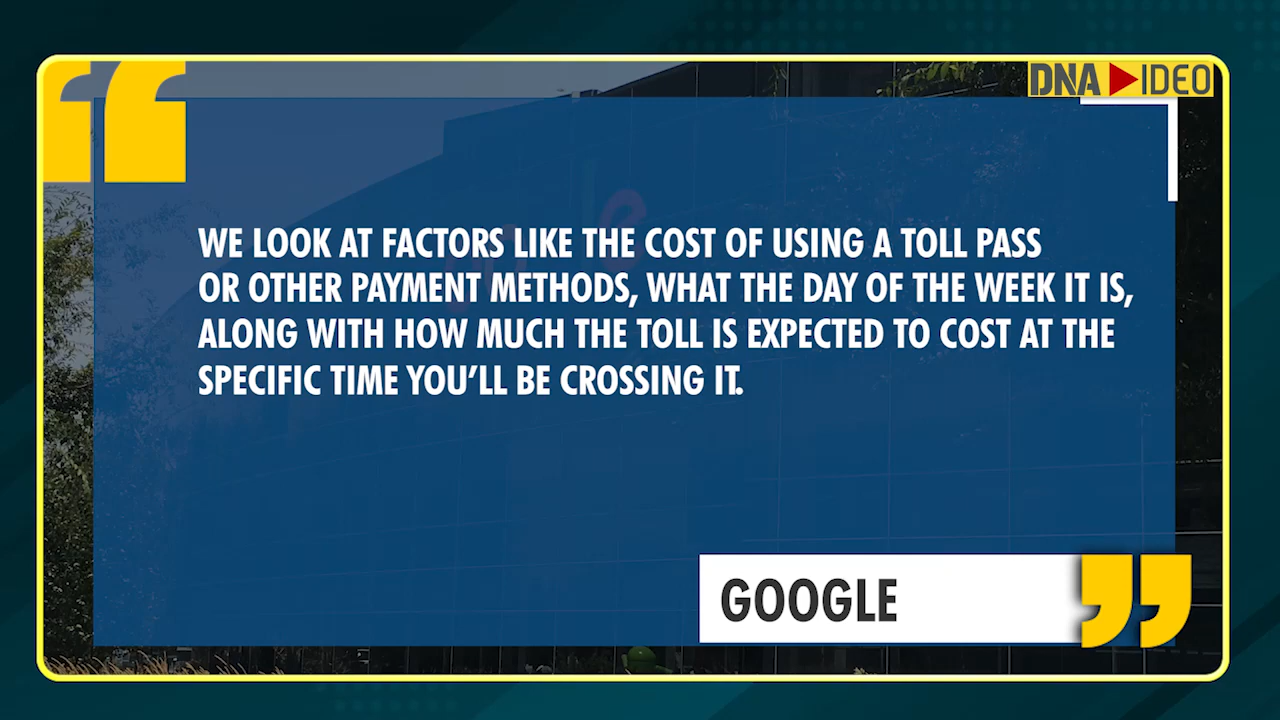 DNA VIDEO
WE LOOK AT FACTORS LIKE THE COST OF USING A TOLL PASS
OR OTHER PAYMENT METHODS, WHAT THE DAY OF THE WEEK IT IS,
ALONG WITH HOW MUCH THE TOLL IS EXPECTED TO COST AT THE
SPECIFIC TIME YOU'LL BE CROSSING IT.
GOOGLE